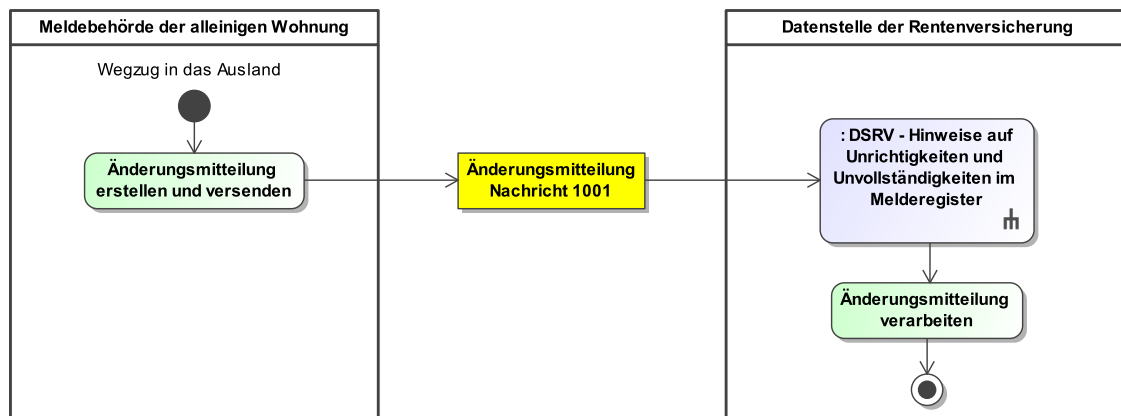 Meldebehörde der alleinigen Wohnung
Wegzug in das Ausland
Änderungsmitteilung
erstellen und versenden
Änderungsmitteilung
Nachricht 1001
Datenstelle der Rentenversicherung
: DSRV - Hinweise auf
Unrichtigkeiten und
Unvollständigkeiten im
Melderegister
Änderungsmitteilung
verarbeiten